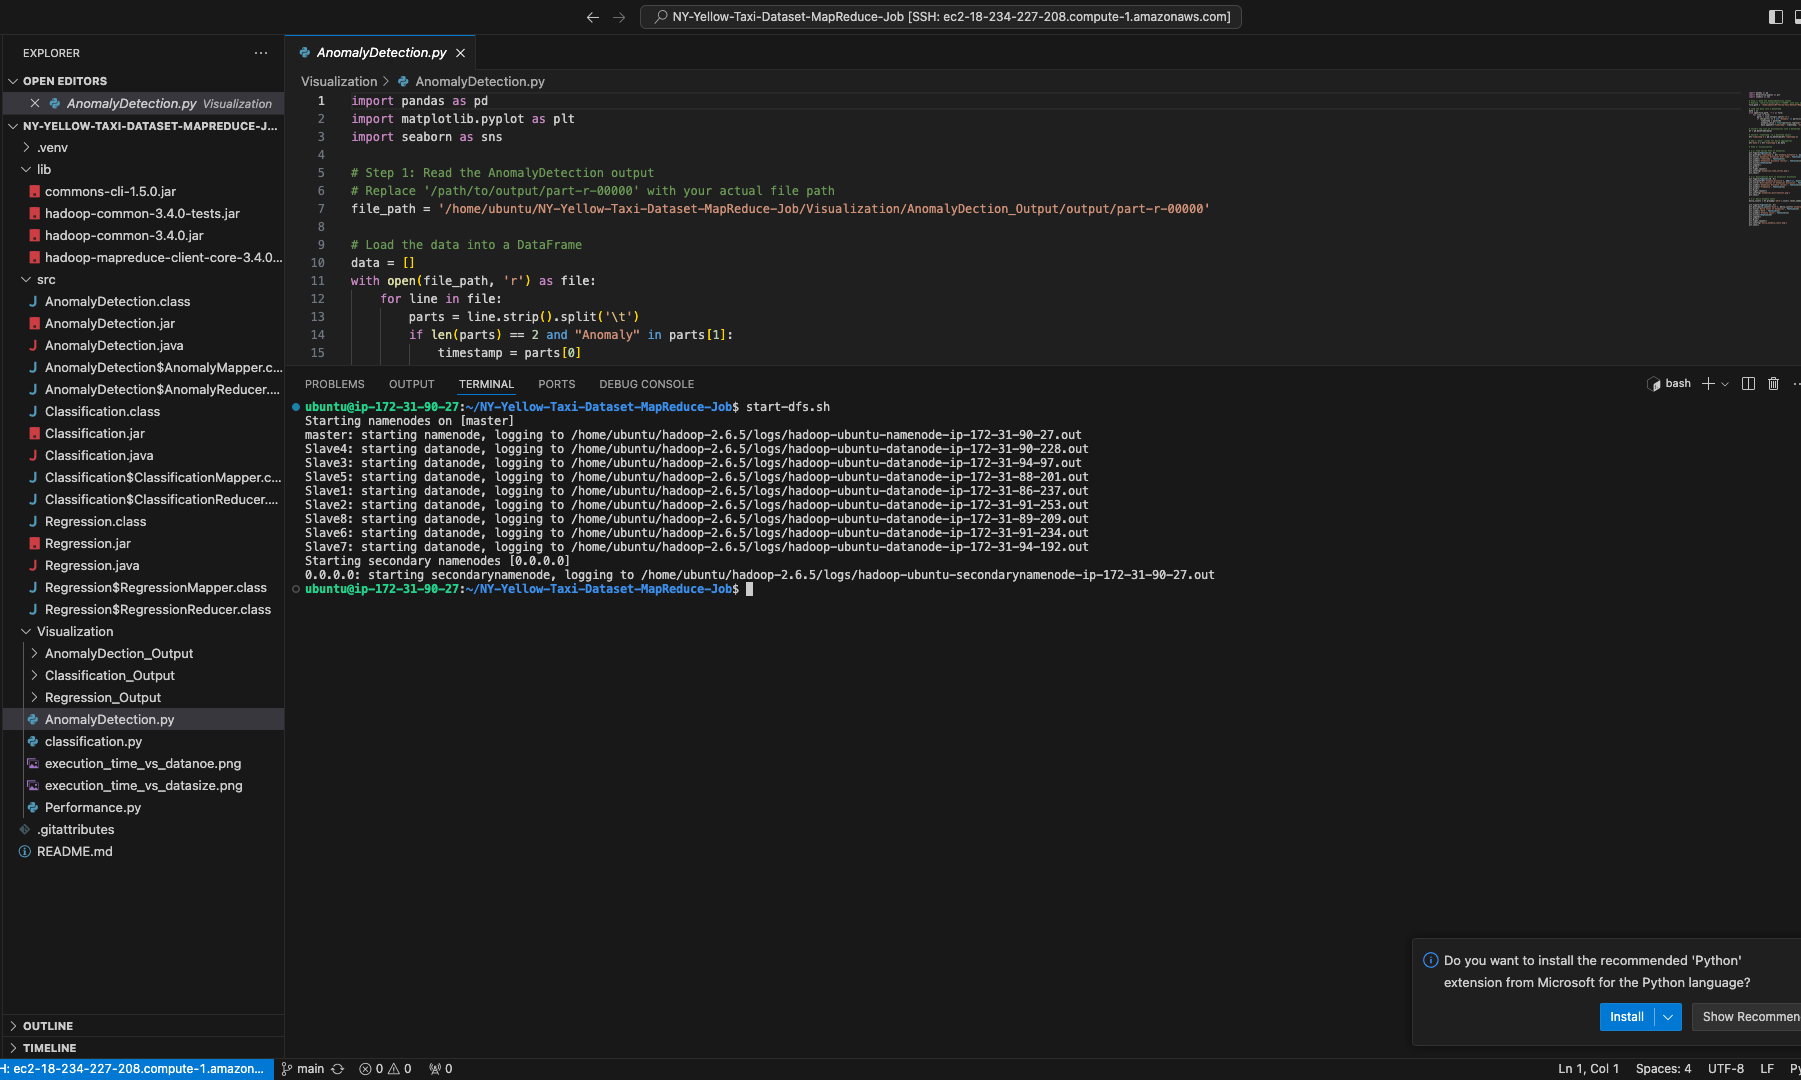 NY-Yellow-Taxi-Dataset-MapReduce-Job [SSH: ec2-18-234-227-208.compute-1.amazonaws.com]
EXPLORER
OPEN EDITORS
AnomalyDetection.py Visualization
NY-YELLOW-TAXI-DATASET-MAPREDUCE-J...
.venv
lib
commons-cli-1.5.0.jar
hadoop-common-3.4.0-tests.jar
hadoop-common-3.4.0.jar
hadoop-mapreduce-client-core-3.4.0...
src
AnomalyDetection.class
AnomalyDetection.jar
AnomalyDetection.java
AnomalyDetection$AnomalyMapper.c...
AnomalyDetection$AnomalyReducer....
Classification.class
Classification.jar
Classification.java
Classification$ClassificationMapper.c...
Classification$ClassificationReducer....
Regression.class
Regression.jar
Regression.java
Regression$RegressionMapper.class
Regression$RegressionReducer.class
Visualization
AnomalyDection_Output
Classification_Output
Regression_Output
AnomalyDetection.py
classification.py
execution_time_vs_datanoe.png
execution_time_vs_datasize.png
Performance.py
.gitattributes
README.md
OUTLINE
TIMELINE
AnomalyDetection.py
Visualization > AnomalyDetection.py
1 import pandas as pd
2 import matplotlib.pyplot as plt
3 import seaborn as sns
4
5 # Step 1: Read the AnomalyDetection output
6 # Replace '/path/to/output/part-r-00000' with your actual file path
7 file_path = '/home/ubuntu/NY-Yellow-Taxi-Dataset-MapReduce-Job/Visualization/AnomalyDection_Output/output/part-r-00000'
8
9 # Load the data into a DataFrame
10 data = []
11 with open(file_path, 'r') as file:
12 for line in file:
13 parts = line.strip().split('\t')
14 if len(parts) == 2 and "Anomaly" in parts[1]:
15 timestamp = parts[0]
PROBLEMS OUTPUT TERMINAL PORTS DEBUG CONSOLE
bash
ubuntu@ip-172-31-90-27:~/NY-Yellow-Taxi-Dataset-MapReduce-Job$ start-dfs.sh
Starting namenodes on [master]
master: starting namenode, logging to /home/ubuntu/hadoop-2.6.5/logs/hadoop-ubuntu-namenode-ip-172-31-90-27.out
Slave4: starting datanode, logging to /home/ubuntu/hadoop-2.6.5/logs/hadoop-ubuntu-datanode-ip-172-31-90-228.out
Slave3: starting datanode, logging to /home/ubuntu/hadoop-2.6.5/logs/hadoop-ubuntu-datanode-ip-172-31-94-97.out
Slave5: starting datanode, logging to /home/ubuntu/hadoop-2.6.5/logs/hadoop-ubuntu-datanode-ip-172-31-88-201.out
Slave1: starting datanode, logging to /home/ubuntu/hadoop-2.6.5/logs/hadoop-ubuntu-datanode-ip-172-31-86-237.out
Slave2: starting datanode, logging to /home/ubuntu/hadoop-2.6.5/logs/hadoop-ubuntu-datanode-ip-172-31-91-253.out
Slave8: starting datanode, logging to /home/ubuntu/hadoop-2.6.5/logs/hadoop-ubuntu-datanode-ip-172-31-89-209.out
Slave6: starting datanode, logging to /home/ubuntu/hadoop-2.6.5/logs/hadoop-ubuntu-datanode-ip-172-31-91-234.out
Slave7: starting datanode, logging to /home/ubuntu/hadoop-2.6.5/logs/hadoop-ubuntu-datanode-ip-172-31-94-192.out
Starting secondary namenodes [0.0.0.0]
0.0.0.0: starting secondarynamenode, logging to /home/ubuntu/hadoop-2.6.5/logs/hadoop-ubuntu-secondarynamenode-ip-172-31-90-27.out
ubuntu@ip-172-31-90-27:~/NY-Yellow-Taxi-Dataset-MapReduce-Job$
Do you want to install the recommended 'Python'
extension from Microsoft for the Python language?
Install Show Recommen
H: ec2-18-234-227-208.compute-1.amazon... main 0 0 0 Ln 1, Col 1 Spaces: 4 UTF-8 LF Py